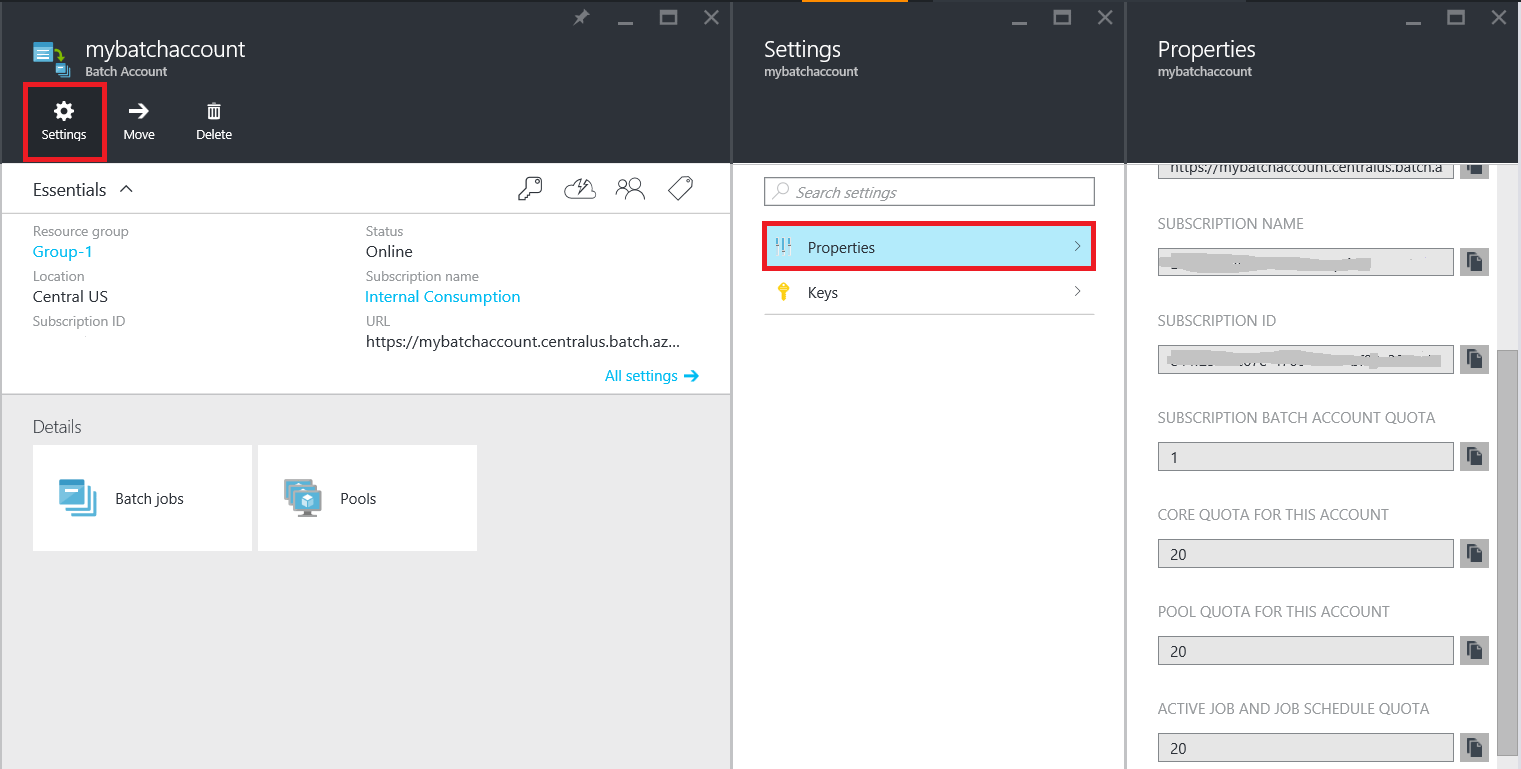 mybatchaccount
Batch Account
Settings
Move
Delete
Essentials
Resource group
Group-1
Location
Central US
Subscription ID
Status
Online
Subscription name
Internal Consumption
URL
https://mybatchaccount.centralus.batch.az...
All settings
Details
Batch jobs
Pools
Settings
mybatchaccount
Search settings
Properties
Keys
Properties
mybatchaccount
https://mybatchaccount.centralus.batch.a
SUBSCRIPTION NAME
SUBSCRIPTION ID
SUBSCRIPTION BATCH ACCOUNT QUOTA
1
CORE QUOTA FOR THIS ACCOUNT
20
POOL QUOTA FOR THIS ACCOUNT
20
ACTIVE JOB AND JOB SCHEDULE QUOTA
20